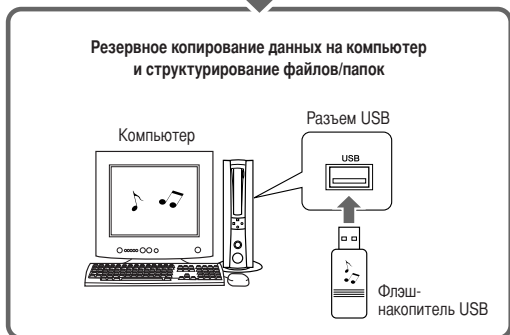 Резервное копирование данных на компьютер
и структурирование файлов/папок
Разъем USB
Компьютер
USB
Флэш-
накопитель USB